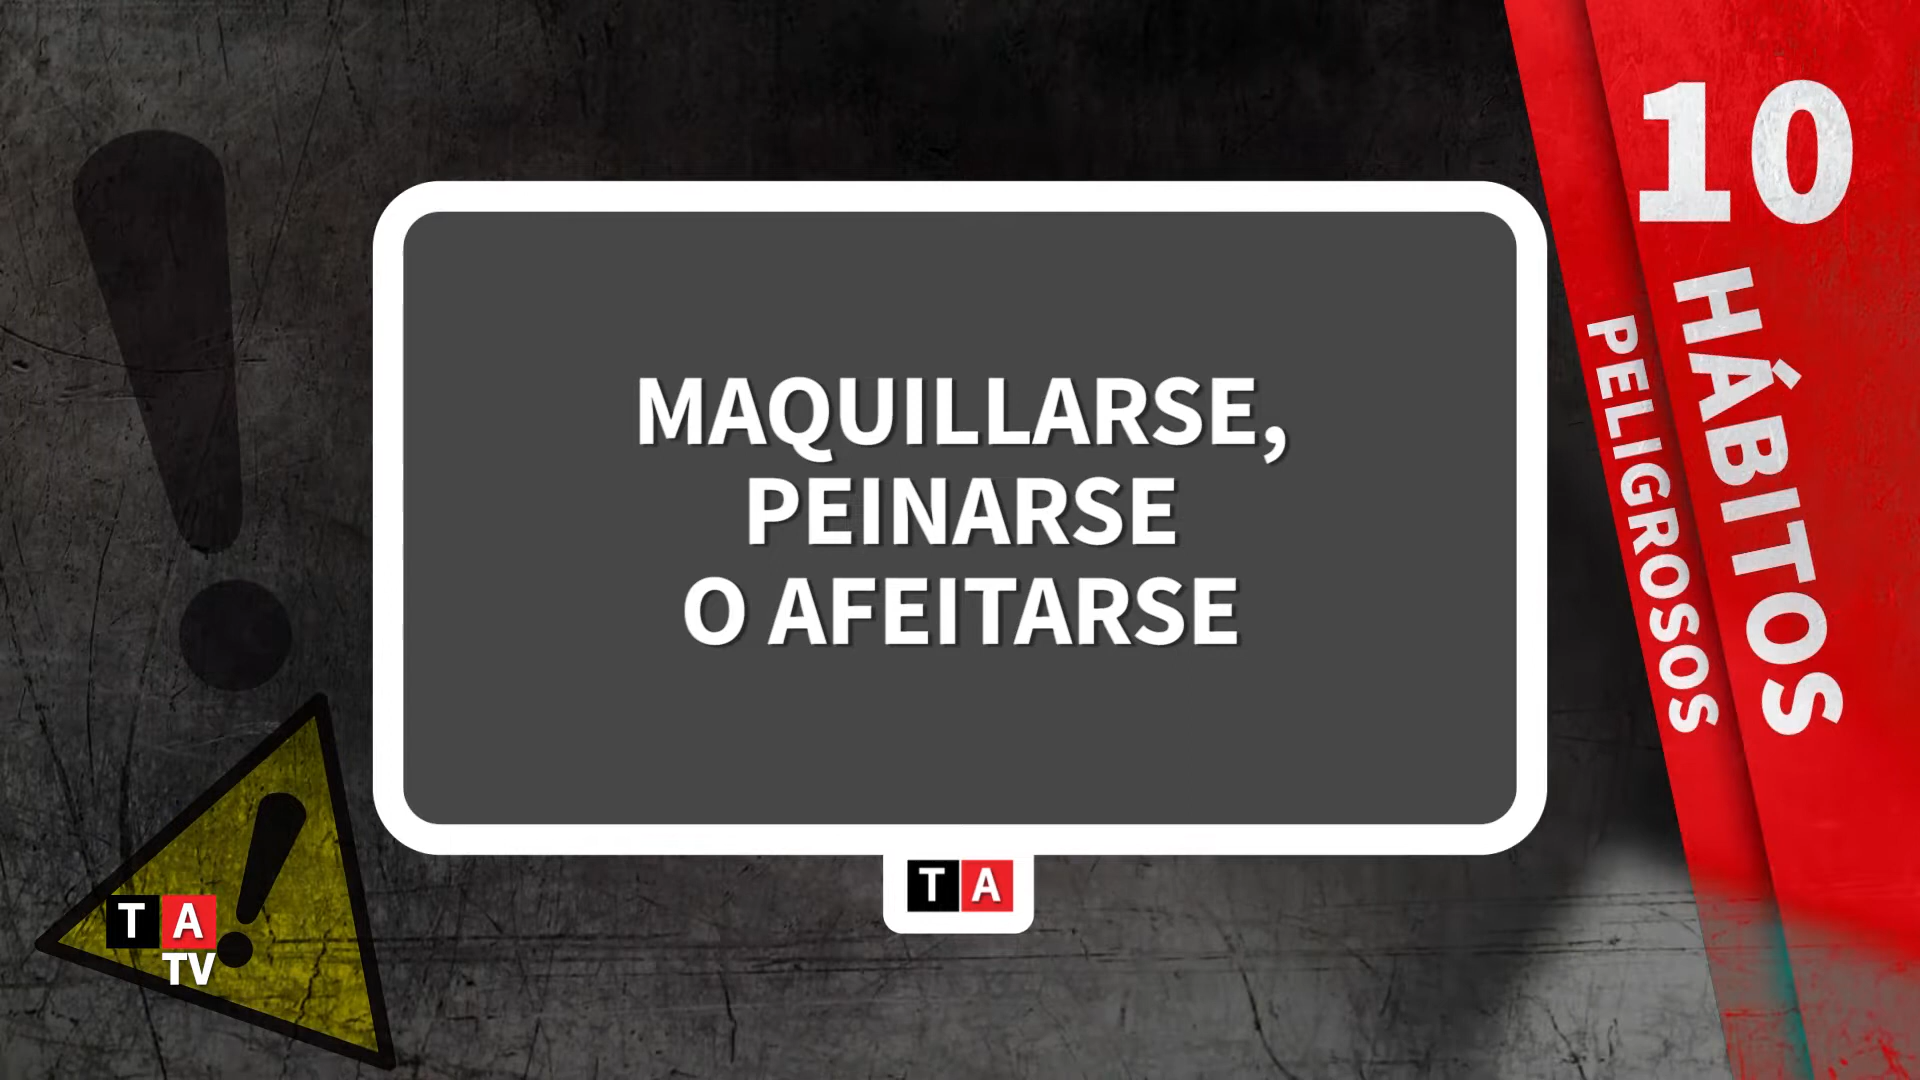 MAQUILLARSE,
PEINARSE
O AFEITARSE
10
HÁBITOS
PELIGROSOS
T A
T A
TV